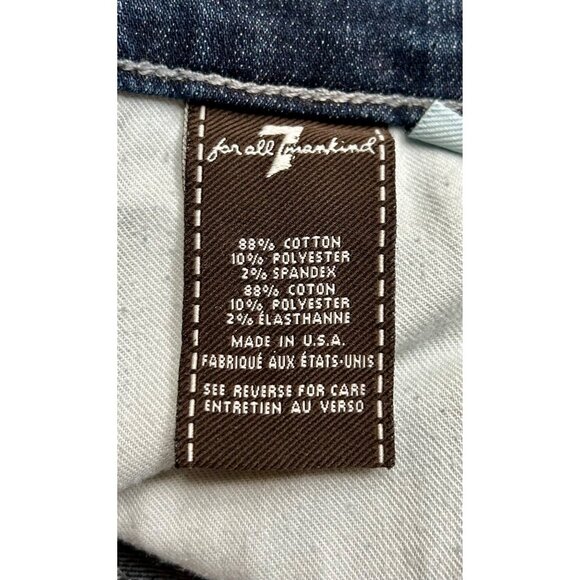 for all 7 mankind
88% COTTON
10% POLYESTER
2% SPANDEX
88% COTON
10% POLYESTER
2% ÉLASTHANNE
MADE IN U.S.A.
FABRIQUÉ AUX ÉTATS-UNIS
SEE REVERSE FOR CARE
ENTRETIEN AU VERSO